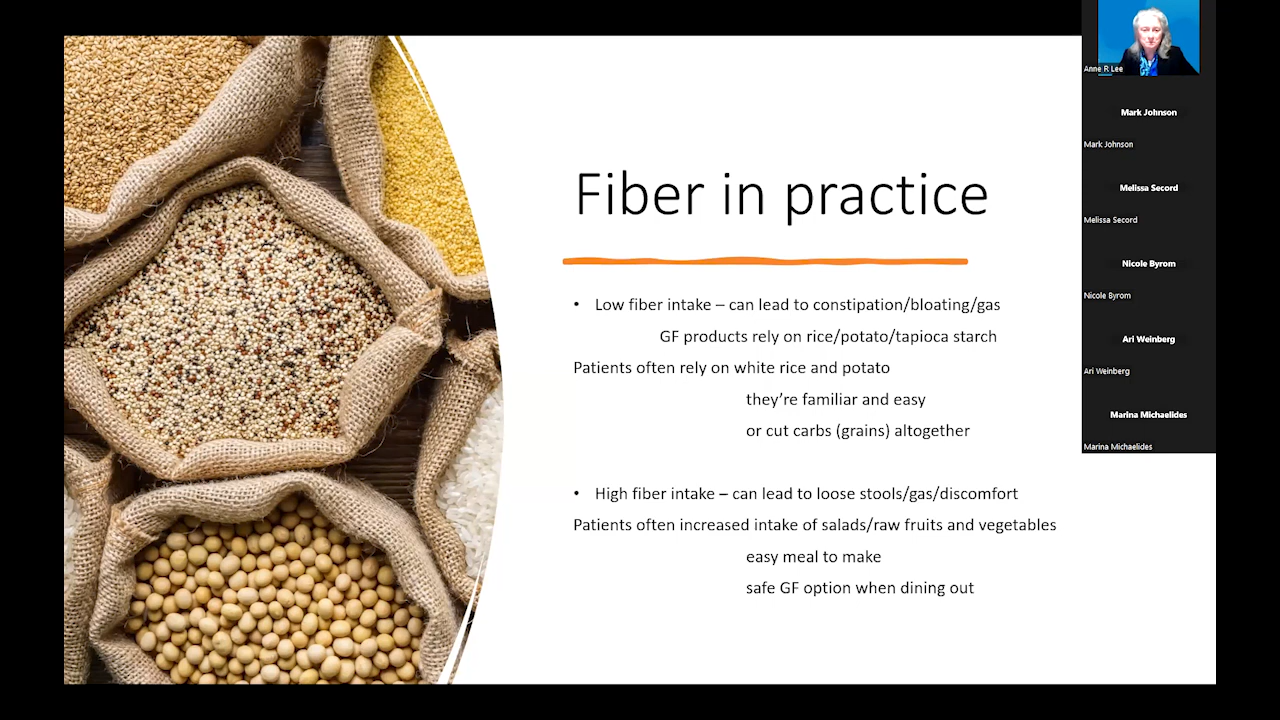 Fiber in practice
• Low fiber intake – can lead to constipation/bloating/gas
GF products rely on rice/potato/tapioca starch
Patients often rely on white rice and potato
they’re familiar and easy
or cut carbs (grains) altogether
• High fiber intake – can lead to loose stools/gas/discomfort
Patients often increased intake of salads/raw fruits and vegetables
easy meal to make
safe GF option when dining out
Anne R Lee
Mark Johnson
Mark Johnson
Melissa Secord
Melissa Secord
Nicole Byrom
Nicole Byrom
Ari Weinberg
Ari Weinberg
Marina Michaelides
Marina Michaelides